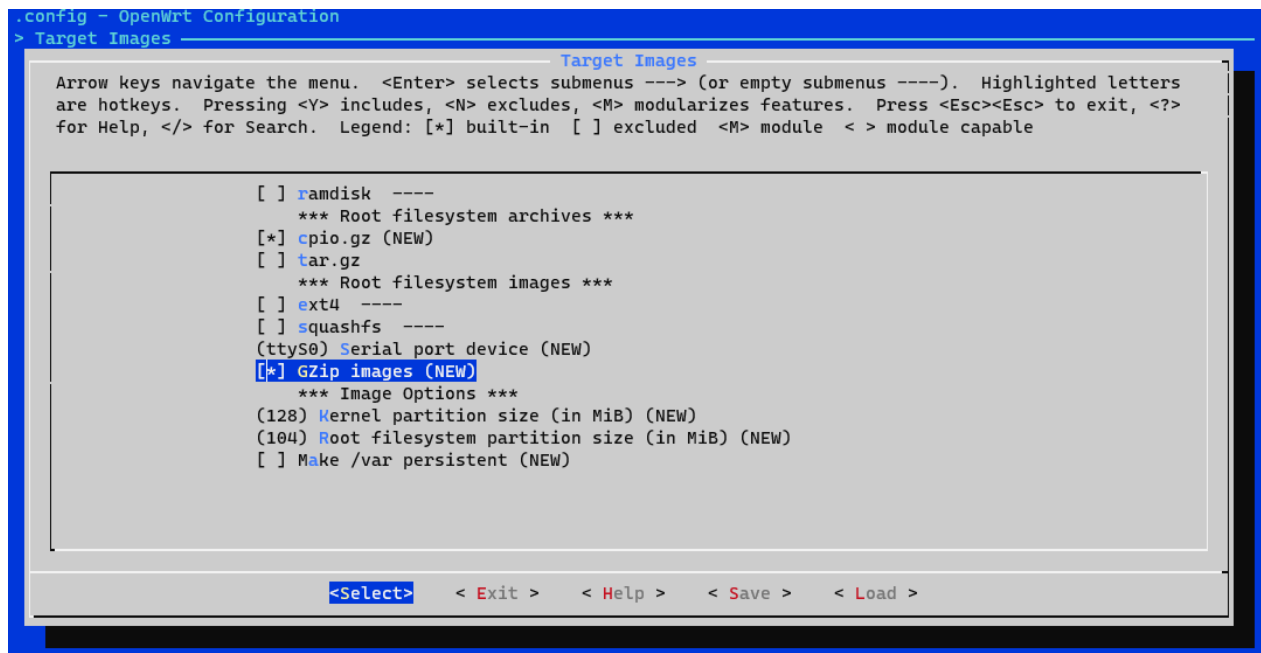 .config - OpenWrt Configuration
> Target Images
Target Images
Arrow keys navigate the menu.  <Enter> selects submenus ---> (or empty submenus ----).  Highlighted letters
are hotkeys.  Pressing <Y> includes, <N> excludes, <M> modularizes features.  Press <Esc><Esc> to exit, <?>
for Help, </> for Search.  Legend: [*] built-in  [ ] excluded  <M> module  < > module capable
[ ] ramdisk  ----
*** Root filesystem archives ***
[*] cpio.gz (NEW)
[ ] tar.gz
*** Root filesystem images ***
[ ] ext4  ----
[ ] squashfs  ----
(ttyS0) Serial port device (NEW)
[*] GZip images (NEW)
*** Image Options ***
(128) Kernel partition size (in MiB) (NEW)
(104) Root filesystem partition size (in MiB) (NEW)
[ ] Make /var persistent (NEW)
<Select>    < Exit >    < Help >    < Save >    < Load >